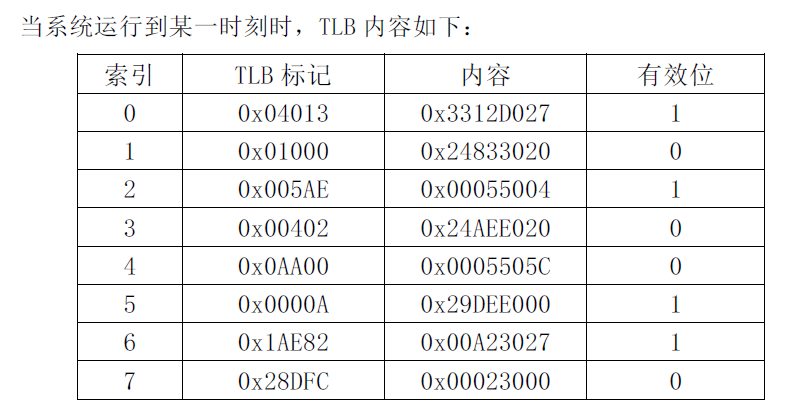 当系统运行到某一时刻时，TLB 内容如下：
索引 TLB 标记 内容 有效位
0 0x04013 0x3312D027 1
1 0x01000 0x24833020 0
2 0x005AE 0x00055004 1
3 0x00402 0x24AEE020 0
4 0x0AA00 0x0005505C 0
5 0x0000A 0x29DEE000 1
6 0x1AE82 0x00A23027 1
7 0x28DFC 0x00023000 0